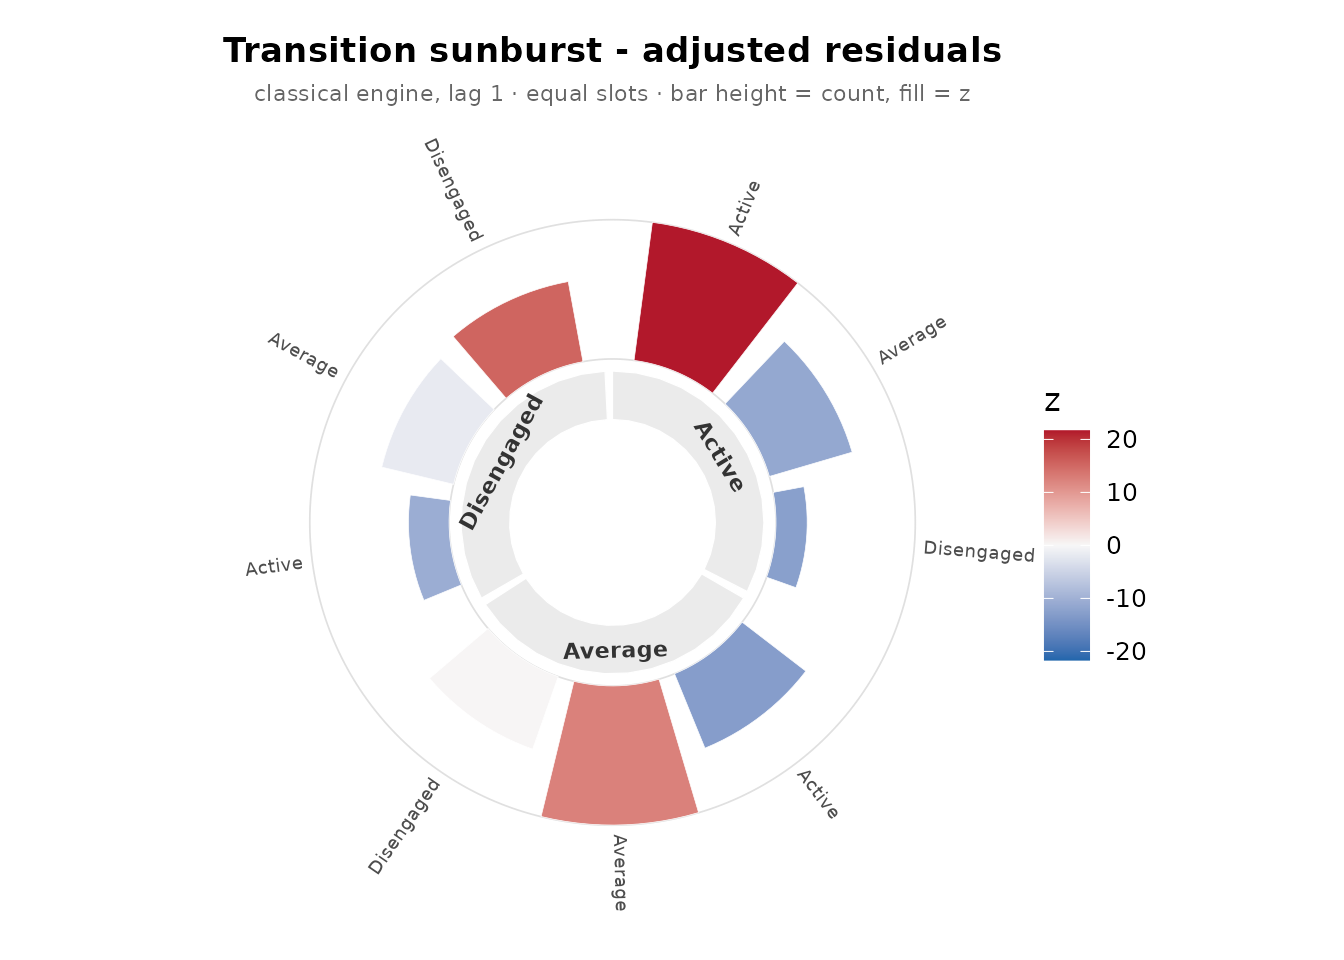 Transition sunburst - adjusted residuals
classical engine, lag 1 · equal slots · bar height = count, fill = z
Disengaged
Active
Average
Average
Disengaged
Active
Disengaged
Active
Average
Active
Disengaged
Average
z
20
10
0
-10
-20